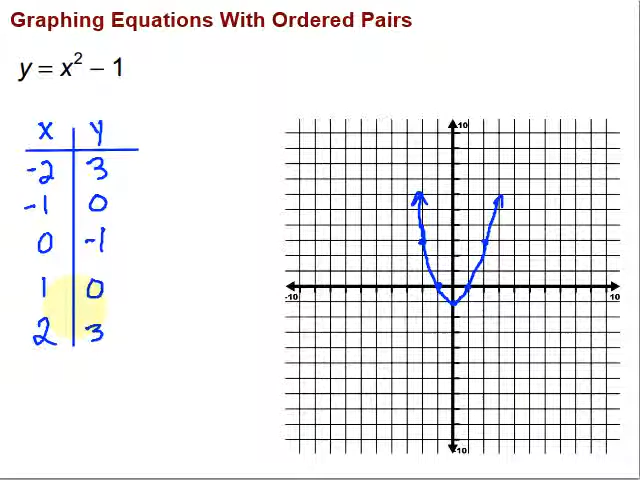 Graphing Equations With Ordered Pairs
y = x² – 1
x y
-2 3
-1 0
0 -1
1 0
2 3
10
-10 10
-10